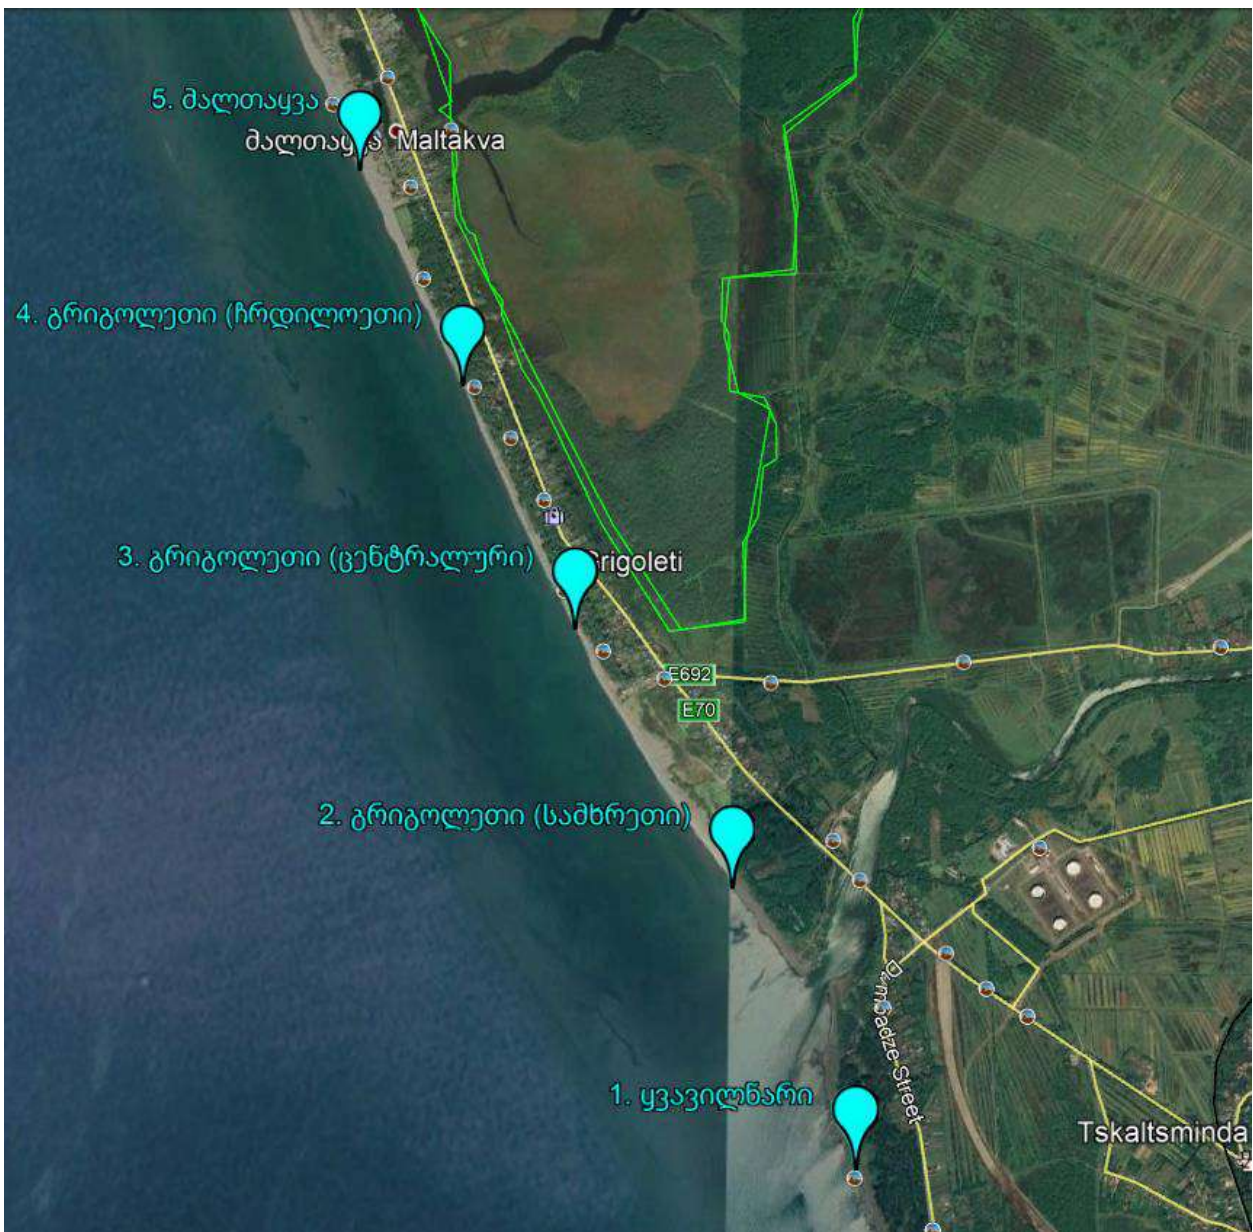 5. მალთაყვა
მალთაყვა Maltakva
4. გრიგოლეთი (ჩრდილოეთი)
3. გრიგოლეთი (ცენტრალური)
Grigoleti
E692
E70
2. გრიგოლეთი (სამხრეთი)
Street
1. ყვავილნარი
Tskaltsminda